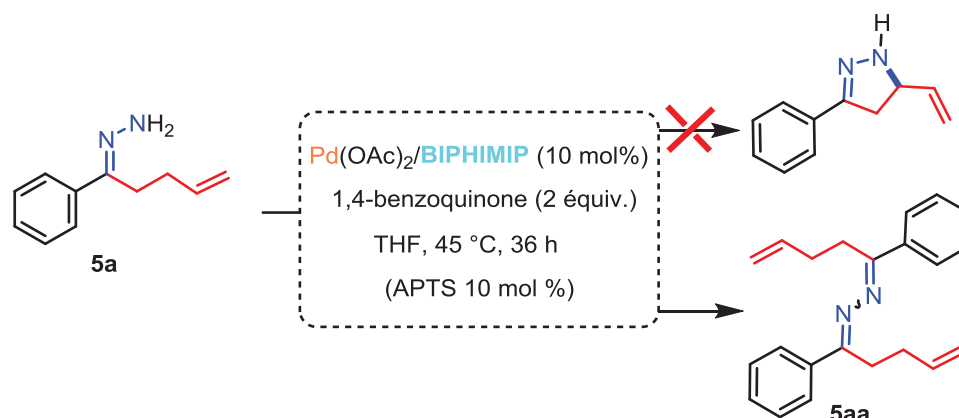 N
NH2
5a
Pd(OAc)2/BIPHIMIP (10 mol%)
1,4-benzoquinone (2 équiv.)
THF, 45 °C, 36 h
(APTS 10 mol %)
H
N
N
N
N
5aa